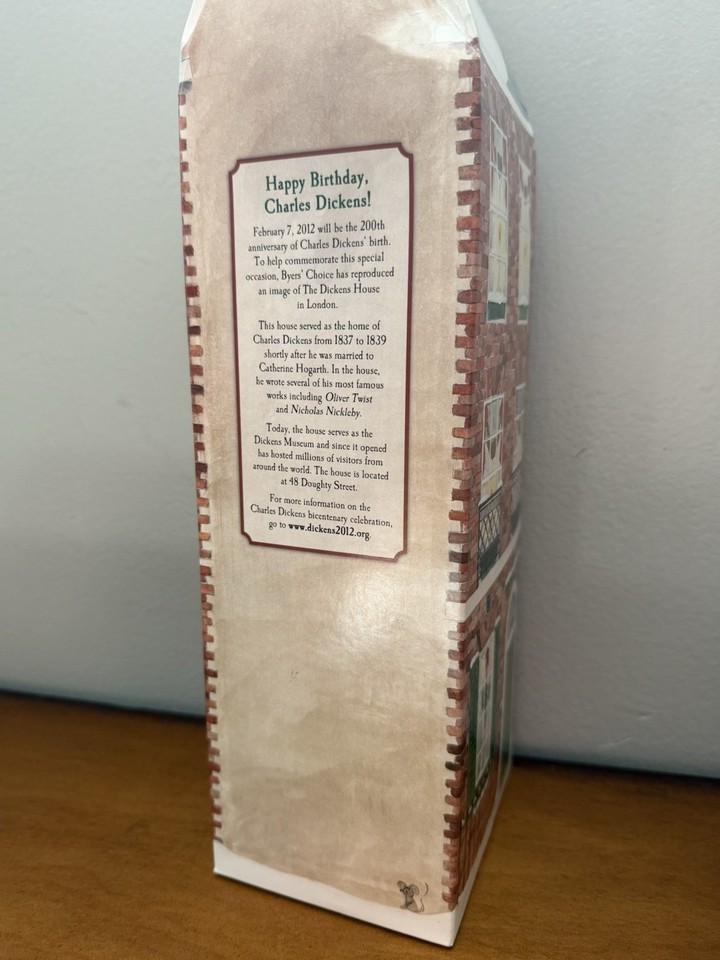 Happy Birthday,
Charles Dickens!
February 7, 2012 will be the 200th
anniversary of Charles Dickens' birth.
To help commemorate this special
occasion, Byers' Choice has reproduced
an image of The Dickens House
in London.
This house served as the home of
Charles Dickens from 1837 to 1839
shortly after he was married to
Catherine Hogarth. In the house,
he wrote several of his most famous
works including Oliver Twist
and Nicholas Nickleby.
Today, the house serves as the
Dickens Museum and since it opened
has hosted millions of visitors from
around the world. The house is located
at 48 Doughty Street.
For more information on the
Charles Dickens bicentenary celebration,
go to www.dickens2012.org.